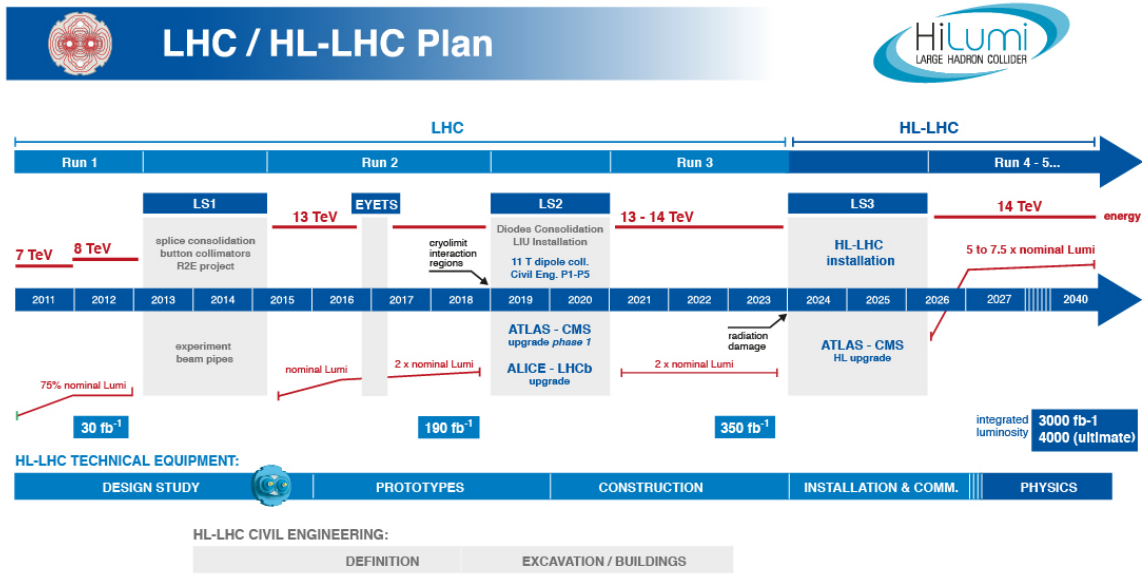 LHC / HL-LHC Plan
HiLumi
LARGE HADRON COLLIDER
LHC
HL-LHC
Run 1
Run 2
Run 3
Run 4 - 5...
LS1
EYETS
LS2
LS3
13 TeV
13 - 14 TeV
14 TeV
energy
7 TeV
8 TeV
splice consolidation
button collimators
R2E project
cryolimit
interaction
regions
Diodes Consolidation
LIU Installation
11 T dipole coll.
Civil Eng. P1-P5
HL-LHC
installation
5 to 7.5 x nominal Lumi
2011 2012 2013 2014 2015 2016 2017 2018 2019 2020 2021 2022 2023 2024 2025 2026 2027 2040
experiment
beam pipes
ATLAS - CMS
upgrade phase 1
ALICE - LHCb
upgrade
radiation
damage
ATLAS - CMS
HL upgrade
75% nominal Lumi
nominal Lumi
2 x nominal Lumi
2 x nominal Lumi
30 fb⁻¹
190 fb⁻¹
350 fb⁻¹
integrated
luminosity
3000 fb-1
4000 (ultimate)
HL-LHC TECHNICAL EQUIPMENT:
DESIGN STUDY
PROTOTYPES
CONSTRUCTION
INSTALLATION & COMM.
PHYSICS
HL-LHC CIVIL ENGINEERING:
DEFINITION
EXCAVATION / BUILDINGS